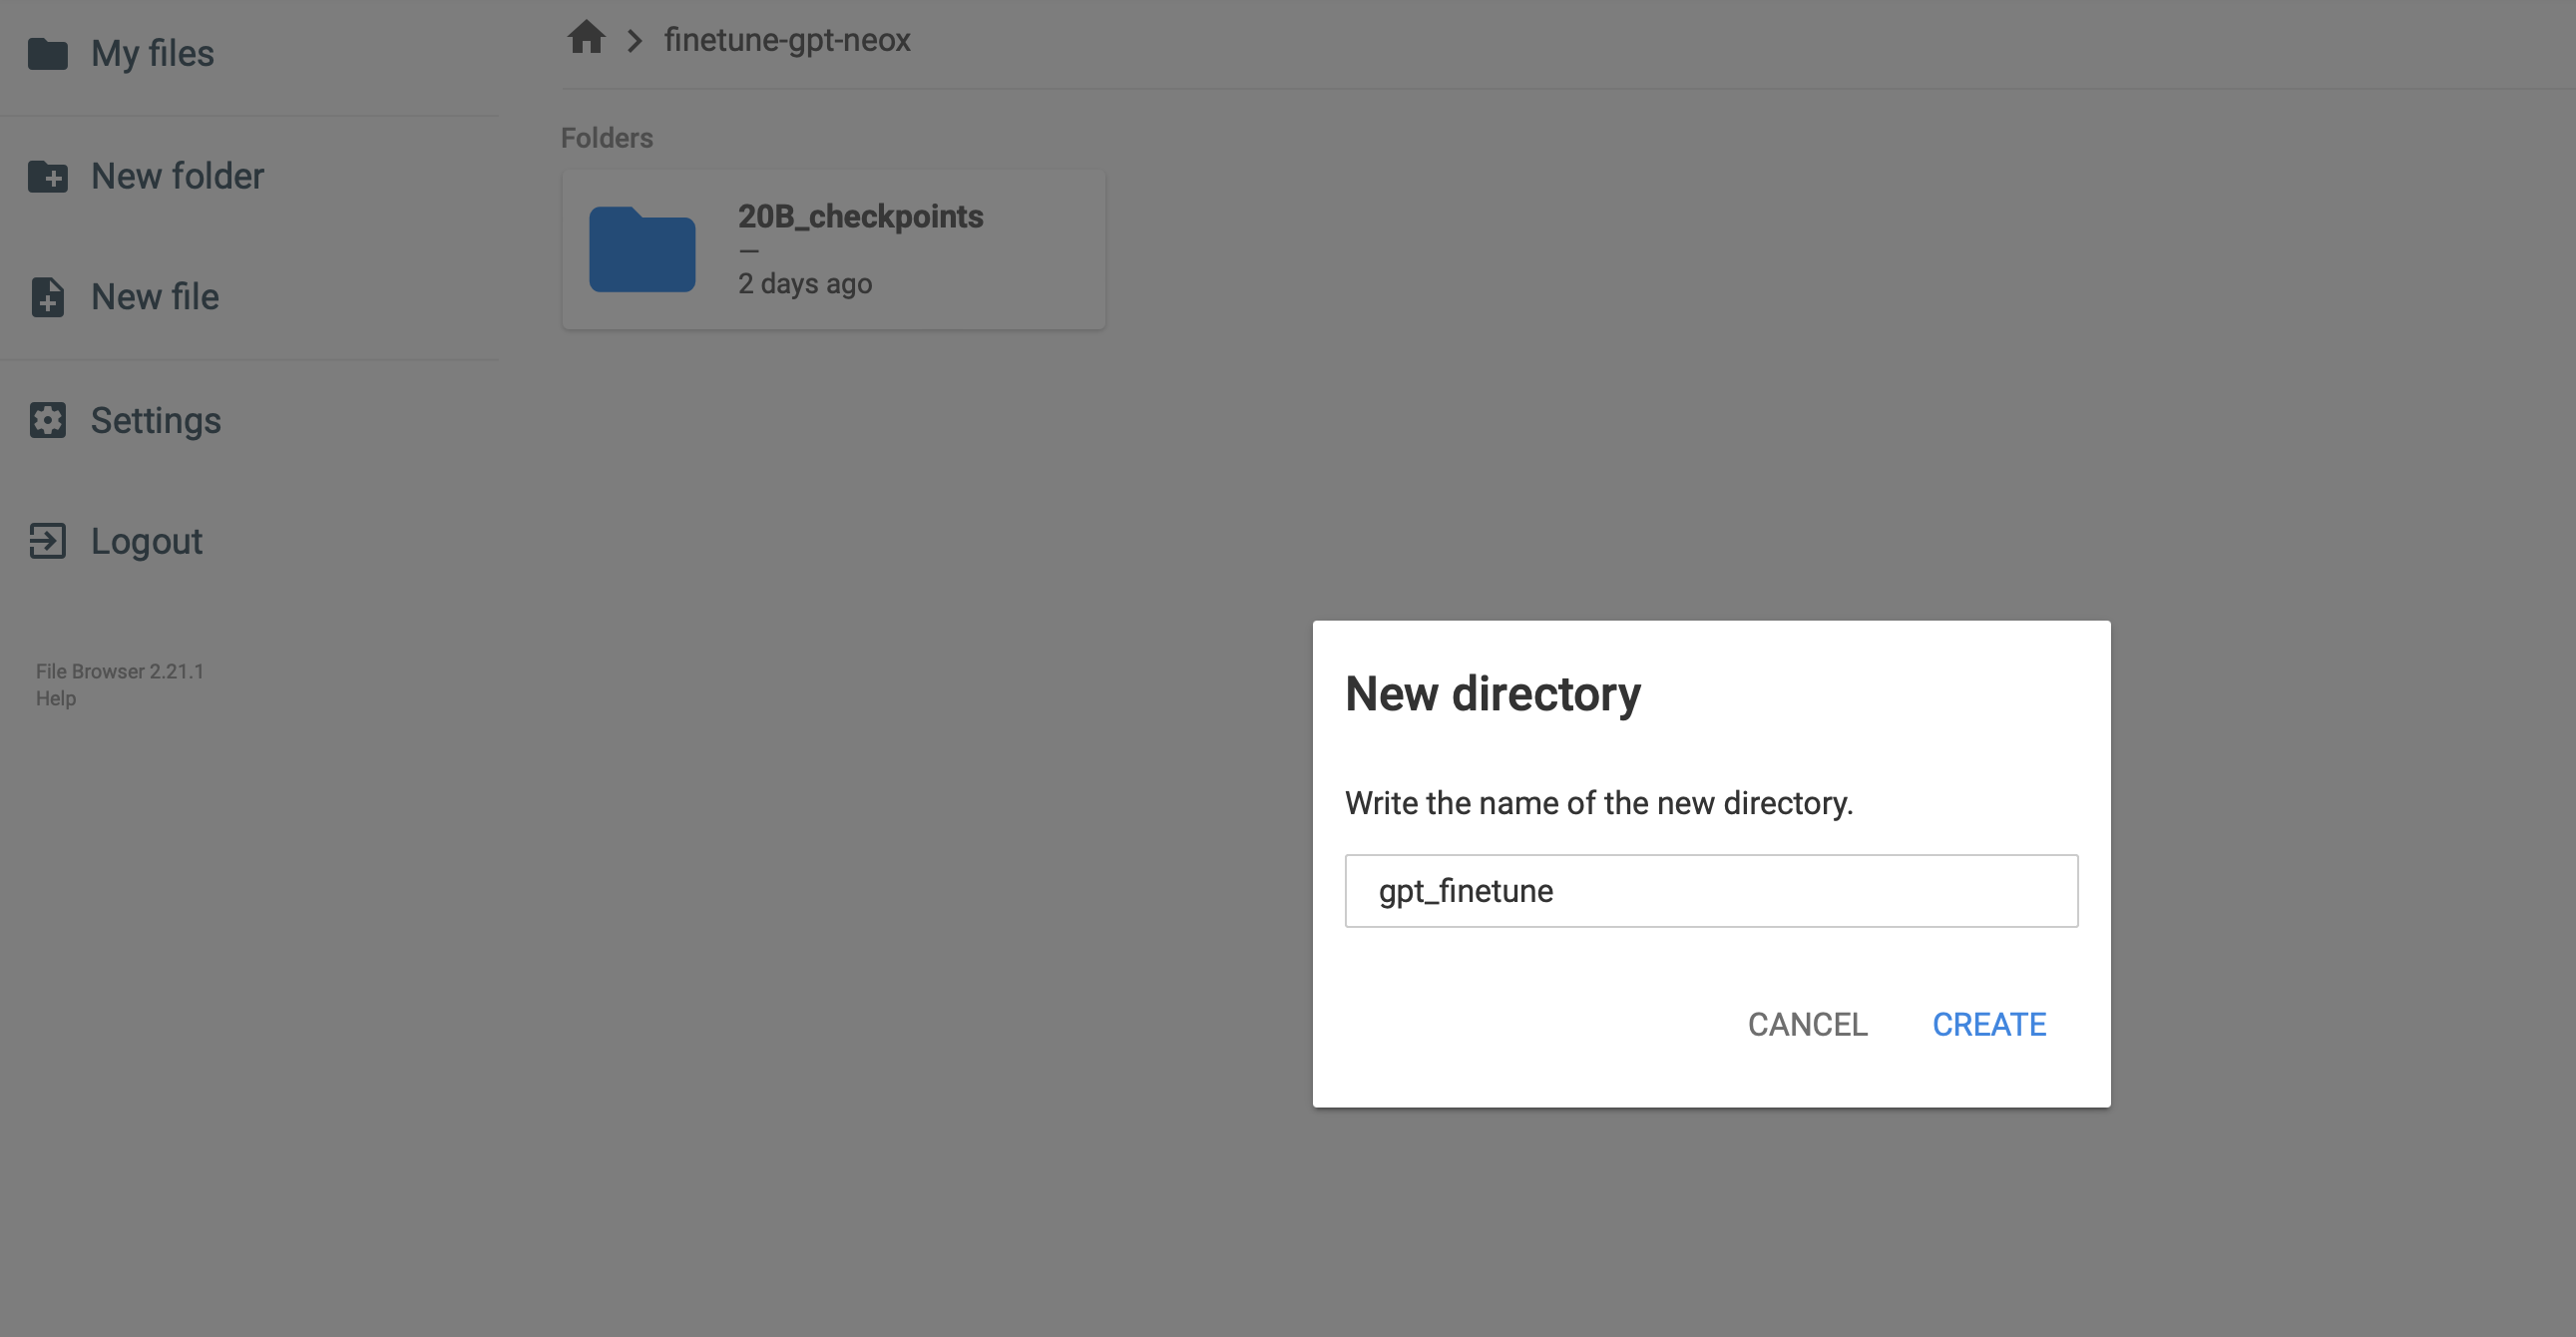 My files
New folder
New file
Settings
Logout
File Browser 2.21.1
Help
finetune-gpt-neox
Folders
20B_checkpoints
—
2 days ago
New directory
Write the name of the new directory.
gpt_finetune
CANCEL CREATE